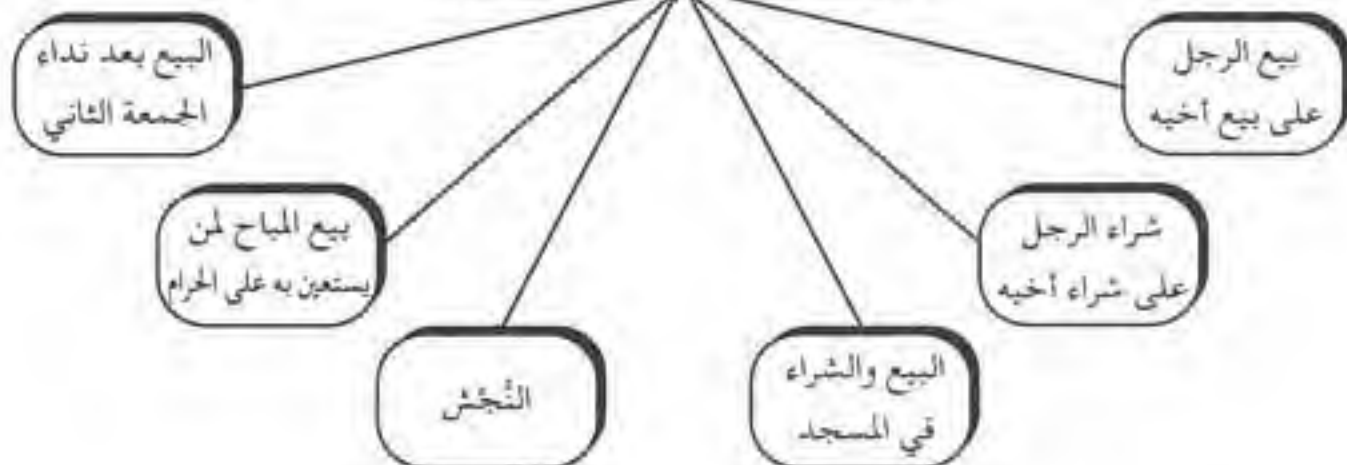 بيع الرجل
على بيع أخيه
شراء الرجل
على شراء أخيه
البيع والشراء
في المسجد
النَّجْش
بيع المباح لمن
يستعين به على الحرام
البيع بعد نداء
الجمعة الثاني